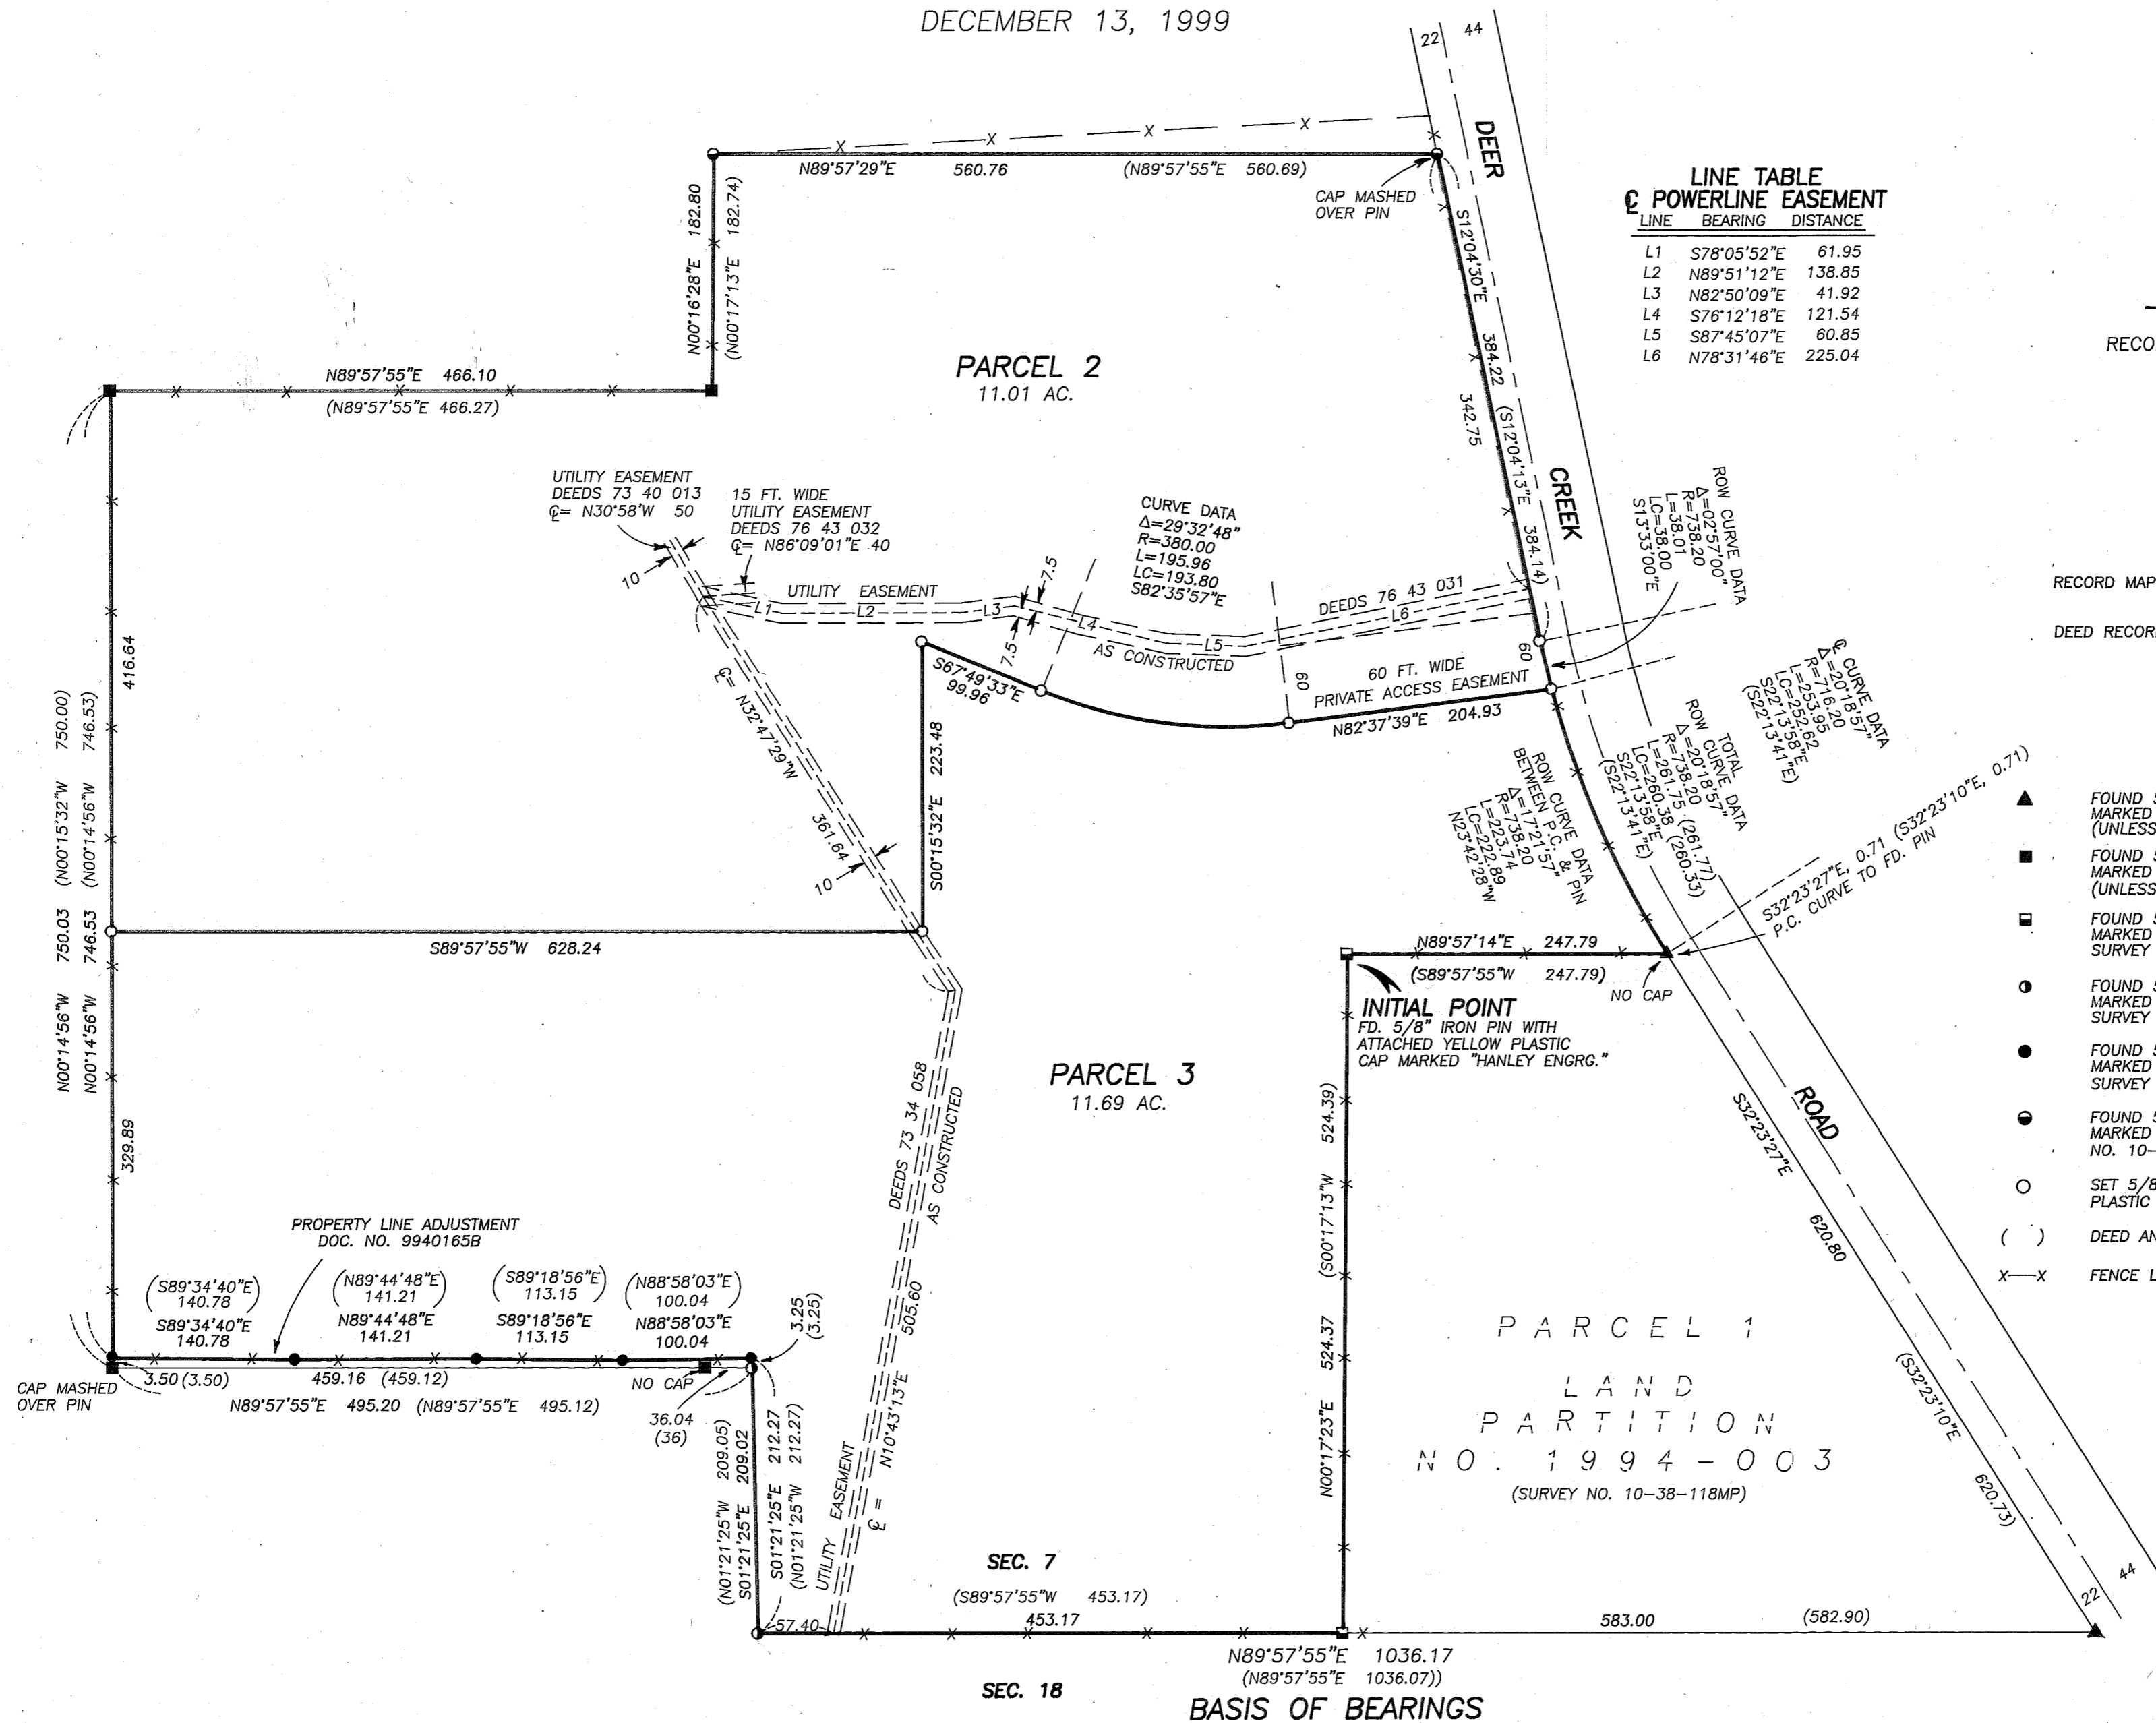 DECEMBER 13, 1999
22 44
DEER
CREEK
ROAD
N89°57'29"E 560.76 (N89°57'55"E 560.69)
CAP MASHED
OVER PIN
N00°16'28"E 182.80
(N00°17'13"E 182.74)
LINE TABLE
℄ POWERLINE EASEMENT
LINE BEARING DISTANCE
L1 S78°05'52"E 61.95
L2 N89°51'12"E 138.85
L3 N82°50'09"E 41.92
L4 S76°12'18"E 121.54
L5 S87°45'07"E 60.85
L6 N78°31'46"E 225.04
RECO
PARCEL 2
11.01 AC.
N89°57'55"E 466.10
(N89°57'55"E 466.27)
S12°04'30"E 384.22 (S12°04'13"E 384.14)
342.75
UTILITY EASEMENT
DEEDS 73 40 013
℄= N30°58'W 50
15 FT. WIDE
UTILITY EASEMENT
DEEDS 76 43 032
℄= N86°09'01"E 40
10
CURVE DATA
Δ=29°32'48"
R=380.00
L=195.96
LC=193.80
S82°35'57"E
7.5
7.5
UTILITY EASEMENT
L1
L2
L3
L4
L5
L6
DEEDS 76 43 031
AS CONSTRUCTED
ROW CURVE DATA
Δ=02°57'00"
R=738.20
L=38.01
LC=38.00
S13°33'00"E
RECORD MAP
DEED RECOR
60
60
60 FT. WIDE
PRIVATE ACCESS EASEMENT
N82°37'39"E 204.93
S67°49'33"E
99.96
S00°15'32"E 223.48
℄= N32°47'29"W
361.64
10
416.64
329.89
N00°14'56"W 750.03 (N00°15'32"W 750.00)
N00°14'56"W 746.53 (N00°14'56"W 746.53)
℄ CURVE DATA
Δ=20°18'57"
R=716.20
L=253.95
LC=252.62
S22°13'58"E
(S22°13'41"E)
TOTAL
ROW CURVE DATA
Δ=20°18'57"
R=738.20
L=261.75 (261.77)
LC=260.38 (260.33)
S22°13'58"E
(S22°13'41"E)
ROW CURVE DATA
BETWEEN P.C. & PIN
Δ=17°21'57"
R=738.20
L=223.74
LC=222.89
N23°42'28"W
S32°23'27"E, 0.71 (S32°23'10"E, 0.71)
P.C. CURVE TO FD. PIN
S89°57'55"W 628.24
N89°57'14"E 247.79
(S89°57'55"W 247.79)
NO CAP
INITIAL POINT
FD. 5/8" IRON PIN WITH
ATTACHED YELLOW PLASTIC
CAP MARKED "HANLEY ENGRG."
FOUND 5
MARKED
(UNLESS
FOUND 5
MARKED
(UNLESS
FOUND 5
MARKED
SURVEY
FOUND 5
MARKED
SURVEY
FOUND 5
MARKED
SURVEY
FOUND 5
MARKED
NO. 10-
SET 5/8
PLASTIC
( ) DEED AN
X—X FENCE L
PARCEL 3
11.69 AC.
DEEDS 73 34 058
AS CONSTRUCTED
℄ = N10°43'13"E 505.60
UTILITY EASEMENT
N00°17'23"E 524.37 (S00°17'13"W 524.39)
S32°23'27"E 620.80
(S32°23'10"E 620.73)
PROPERTY LINE ADJUSTMENT
DOC. NO. 9940165B
(S89°34'40"E) (N89°44'48"E) (S89°18'56"E) (N88°58'03"E)
140.78 141.21 113.15 100.04
S89°34'40"E N89°44'48"E S89°18'56"E N88°58'03"E
140.78 141.21 113.15 100.04
3.25
(3.25)
CAP MASHED
OVER PIN
3.50 (3.50) 459.16 (459.12) NO CAP
N89°57'55"E 495.20 (N89°57'55"E 495.12)
36.04
(36)
(N01°21'25"W 209.05)
S01°21'25"E 209.02
S01°21'25"E 212.27
(N01°21'25"W 212.27)
PARCEL 1
LAND
PARTITION
NO. 1994-003
(SURVEY NO. 10-38-118MP)
SEC. 7
(S89°57'55"W 453.17)
57.40
453.17
583.00 (582.90)
22 44
N89°57'55"E 1036.17
(N89°57'55"E 1036.07))
SEC. 18
BASIS OF BEARINGS